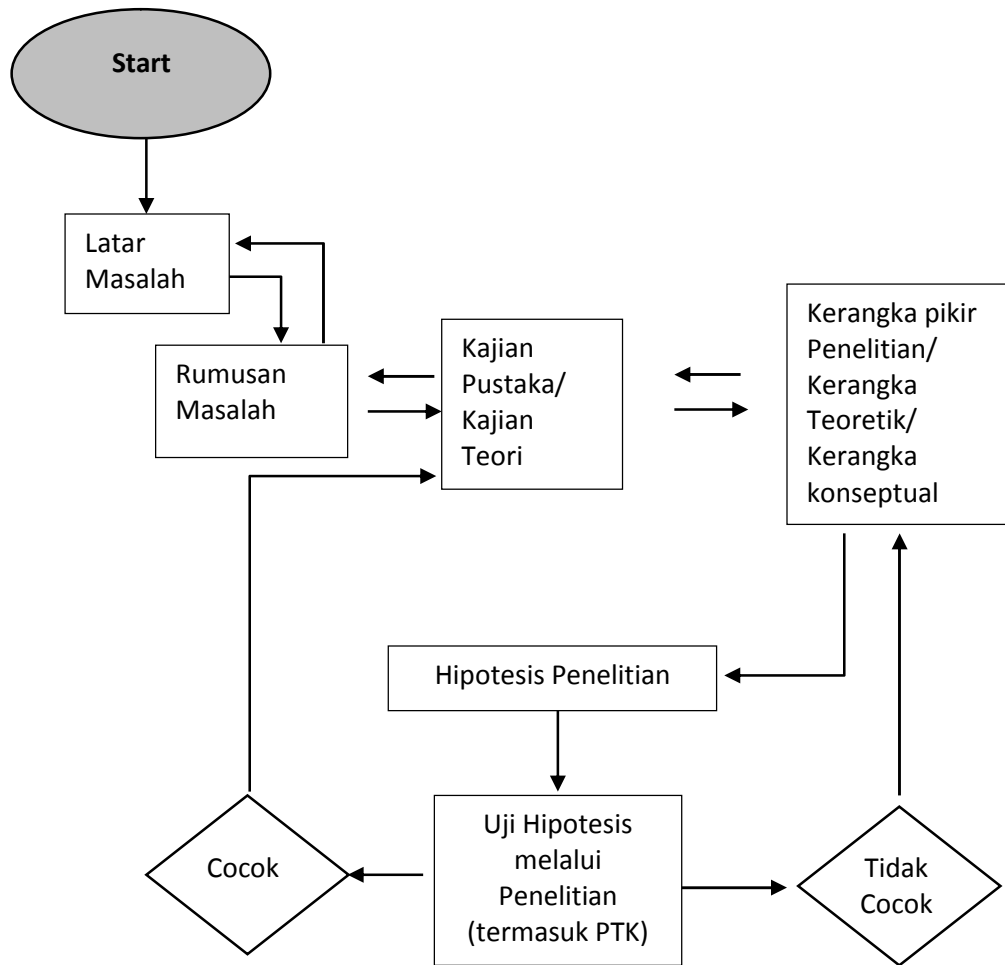 Start
Latar
Masalah
Rumusan
Masalah
Kajian
Pustaka/
Kajian
Teori
Kerangka pikir
Penelitian/
Kerangka
Teoretik/
Kerangka
konseptual
Hipotesis Penelitian
Uji Hipotesis
melalui
Penelitian
(termasuk PTK)
Cocok
Tidak
Cocok